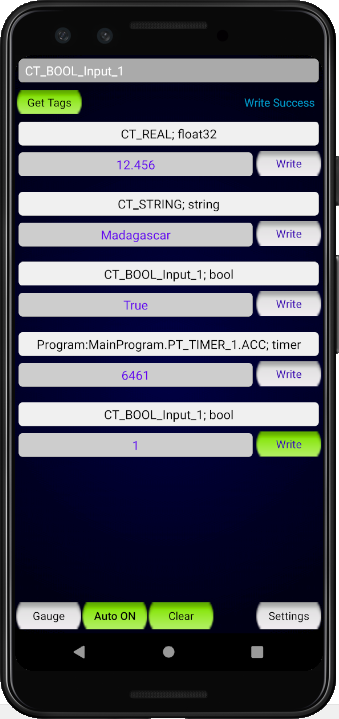 CT_BOOL_Input_1
Get Tags Write Success
CT_REAL; float32
12.456 Write
CT_STRING; string
Madagascar Write
CT_BOOL_Input_1; bool
True Write
Program:MainProgram.PT_TIMER_1.ACC; timer
6461 Write
CT_BOOL_Input_1; bool
1 Write
Gauge Auto ON Clear Settings